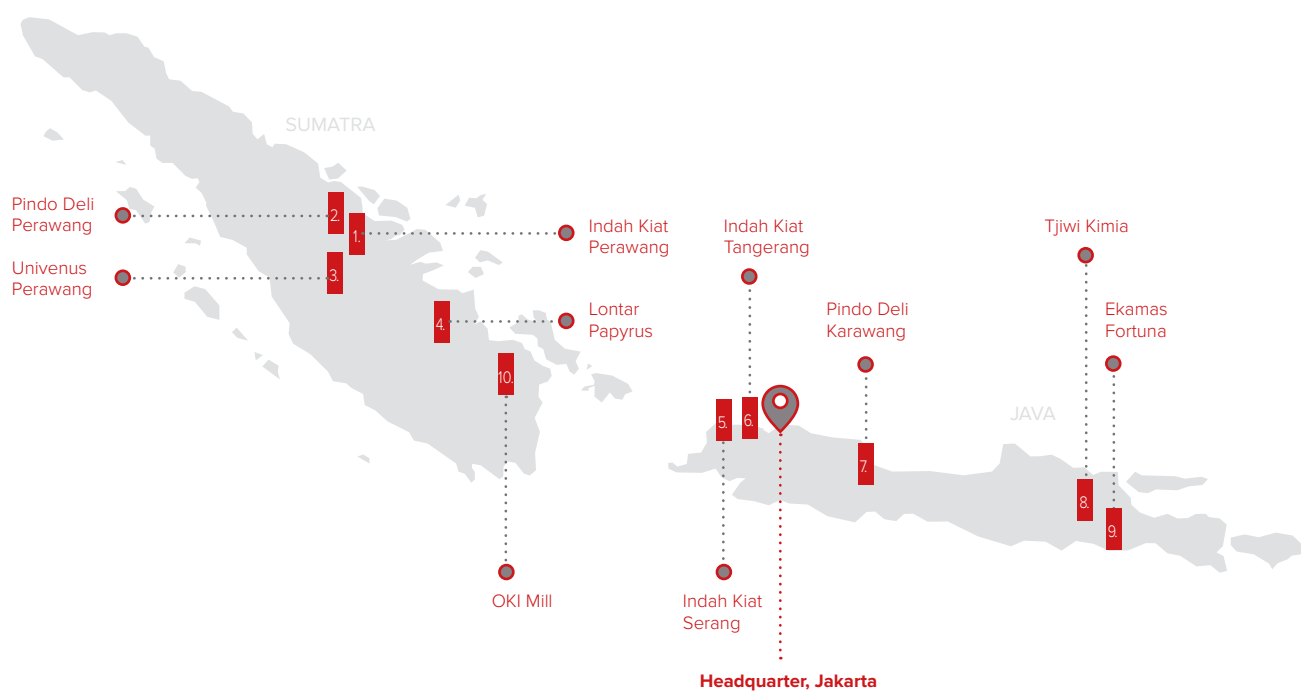 SUMATRA
Pindo Deli
Perawang
2.
1.
Indah Kiat
Perawang
Univenus
Perawang
3.
4.
Lontar
Papyrus
10.
OKI Mill
Indah Kiat
Tangerang
Tjiwi Kimia
Pindo Deli
Karawang
Ekamas
Fortuna
JAVA
5.
6.
7.
8.
9.
Indah Kiat
Serang
Headquarter, Jakarta